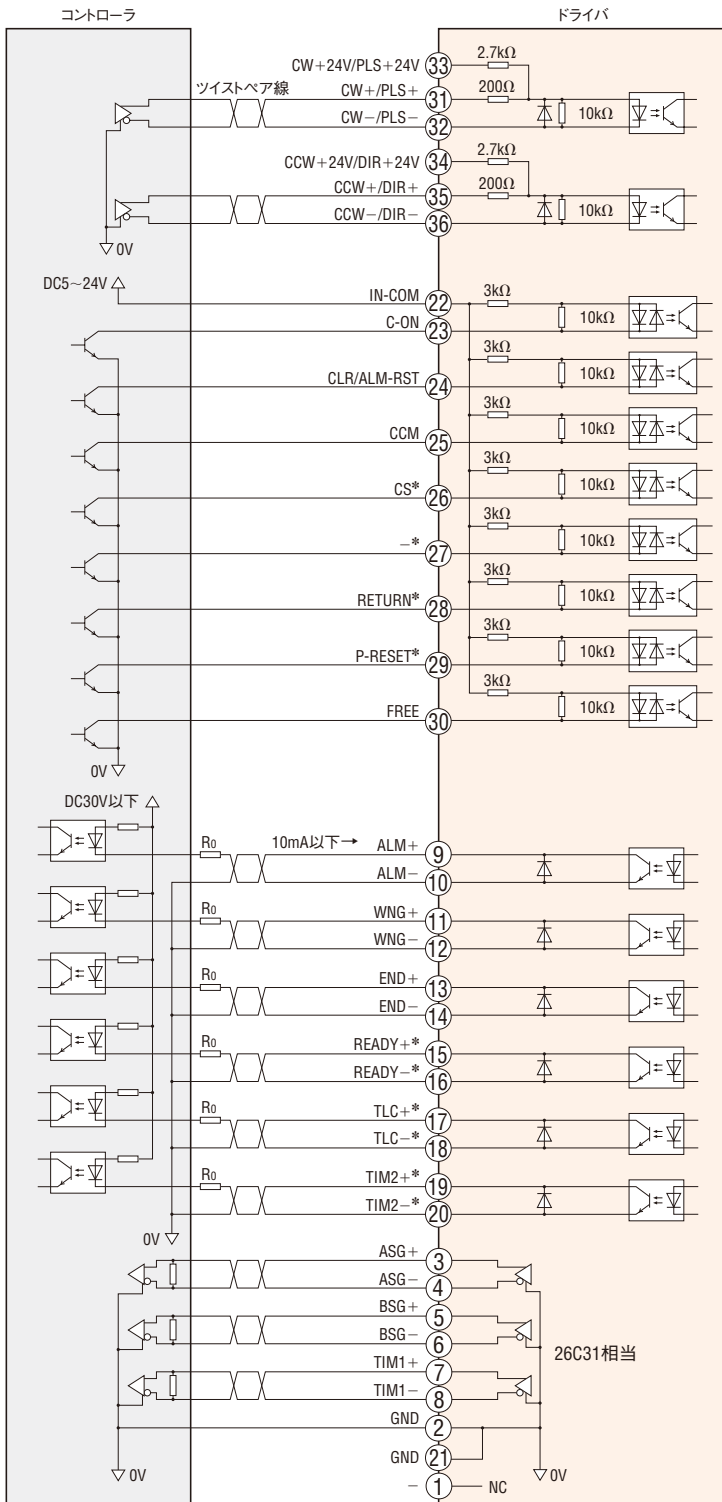 コントローラ
ドライバ
CW+24V/PLS+24V 33 2.7kΩ
ツイストペア線 CW+/PLS+ 31 200Ω
CW−/PLS− 32 10kΩ
CCW+24V/DIR+24V 34 2.7kΩ
CCW+/DIR+ 35 200Ω
CCW−/DIR− 36 10kΩ
0V
DC5~24V IN-COM 22 3kΩ
C-ON 23 10kΩ
3kΩ
CLR/ALM-RST 24 10kΩ
3kΩ
CCM 25 10kΩ
3kΩ
CS* 26 10kΩ
3kΩ
−* 27 10kΩ
3kΩ
RETURN* 28 10kΩ
3kΩ
P-RESET* 29 10kΩ
3kΩ
FREE 30 10kΩ
0V
DC30V以下
R0 10mA以下→ ALM+ 9
ALM− 10
R0 WNG+ 11
WNG− 12
R0 END+ 13
END− 14
R0 READY+* 15
READY−* 16
R0 TLC+* 17
TLC−* 18
R0 TIM2+* 19
TIM2−* 20
0V
ASG+ 3
ASG− 4
BSG+ 5
BSG− 6
26C31相当
TIM1+ 7
TIM1− 8
GND 2
GND 21
0V 0V
− 1 NC